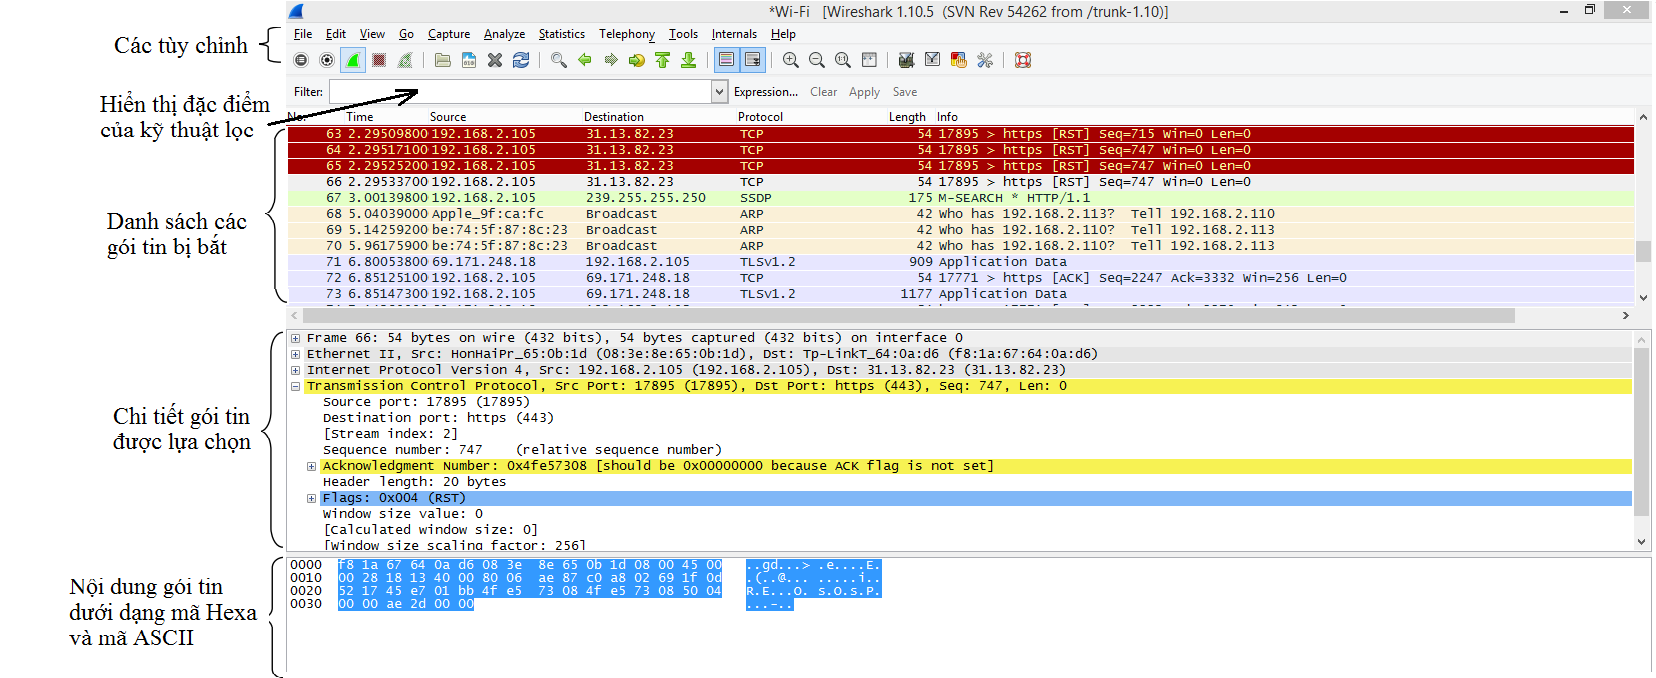 *Wi-Fi [Wireshark 1.10.5 (SVN Rev 54262 from /trunk-1.10)]
Các tùy chỉnh
File Edit View Go Capture Analyze Statistics Telephony Tools Internals Help
Filter: Expression... Clear Apply Save
Hiển thị đặc điểm
của kỹ thuật lọc
No. Time Source Destination Protocol Length Info
63 2.29509800 192.168.2.105 31.13.82.23 TCP 54 17895 > https [RST] Seq=715 Win=0 Len=0
64 2.29517100 192.168.2.105 31.13.82.23 TCP 54 17895 > https [RST] Seq=747 Win=0 Len=0
65 2.29525200 192.168.2.105 31.13.82.23 TCP 54 17895 > https [RST] Seq=747 Win=0 Len=0
66 2.29533700 192.168.2.105 31.13.82.23 TCP 54 17895 > https [RST] Seq=747 Win=0 Len=0
67 3.00139800 192.168.2.105 239.255.255.250 SSDP 175 M-SEARCH * HTTP/1.1
68 5.04039000 Apple_9f:ca:fc Broadcast ARP 42 Who has 192.168.2.113? Tell 192.168.2.110
69 5.14259200 be:74:5f:87:8c:23 Broadcast ARP 42 Who has 192.168.2.110? Tell 192.168.2.113
70 5.96175900 be:74:5f:87:8c:23 Broadcast ARP 42 Who has 192.168.2.110? Tell 192.168.2.113
71 6.80053800 69.171.248.18 192.168.2.105 TLSv1.2 909 Application Data
72 6.85125100 192.168.2.105 69.171.248.18 TCP 54 17771 > https [ACK] Seq=2247 Ack=3332 Win=256 Len=0
73 6.85147300 192.168.2.105 69.171.248.18 TLSv1.2 1177 Application Data
Danh sách các
gói tin bị bắt
Frame 66: 54 bytes on wire (432 bits), 54 bytes captured (432 bits) on interface 0
Ethernet II, Src: HonHaiPr_65:0b:1d (08:3e:8e:65:0b:1d), Dst: Tp-LinkT_64:0a:d6 (f8:1a:67:64:0a:d6)
Internet Protocol Version 4, Src: 192.168.2.105 (192.168.2.105), Dst: 31.13.82.23 (31.13.82.23)
Transmission Control Protocol, Src Port: 17895 (17895), Dst Port: https (443), Seq: 747, Len: 0
Source port: 17895 (17895)
Destination port: https (443)
[Stream index: 2]
Sequence number: 747 (relative sequence number)
Acknowledgment Number: 0x4fe57308 [should be 0x00000000 because ACK flag is not set]
Header length: 20 bytes
Flags: 0x004 (RST)
Window size value: 0
[Calculated window size: 0]
[Window size scaling factor: 256]
Chi tiết gói tin
được lựa chọn
0000 f8 1a 67 64 0a d6 08 3e 8e 65 0b 1d 08 00 45 00 ..gd...> .e....E.
0010 00 28 18 13 40 00 80 06 ae 87 c0 a8 02 69 1f 0d .(..@... .....i..
0020 52 17 45 e7 01 bb 4f e5 73 08 4f e5 73 08 50 04 R.E...O. s.O.s.P.
0030 00 00 ae 2d 00 00 ...-..
Nội dung gói tin
dưới dạng mã Hexa
và mã ASCII